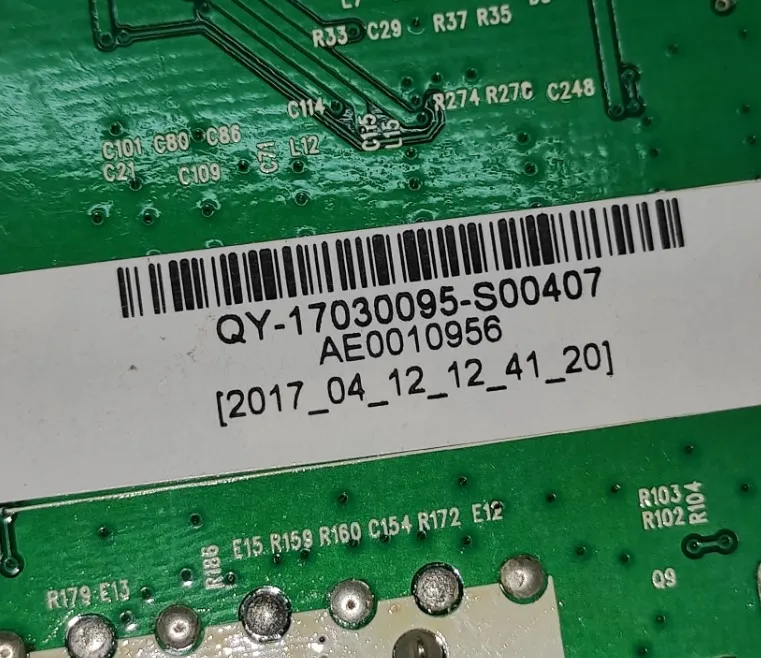 R33 C29 R37 R35
C114 R274 R270 C248
C115
L15
C101 C80 C86 C71 L12
C21 C109
QY-17030095-S00407
AE0010956
[2017_04_12_12_41_20]
R103
R102 R104
E15 R159 R160 C154 R172 E12
R186
R179 E13
Q9